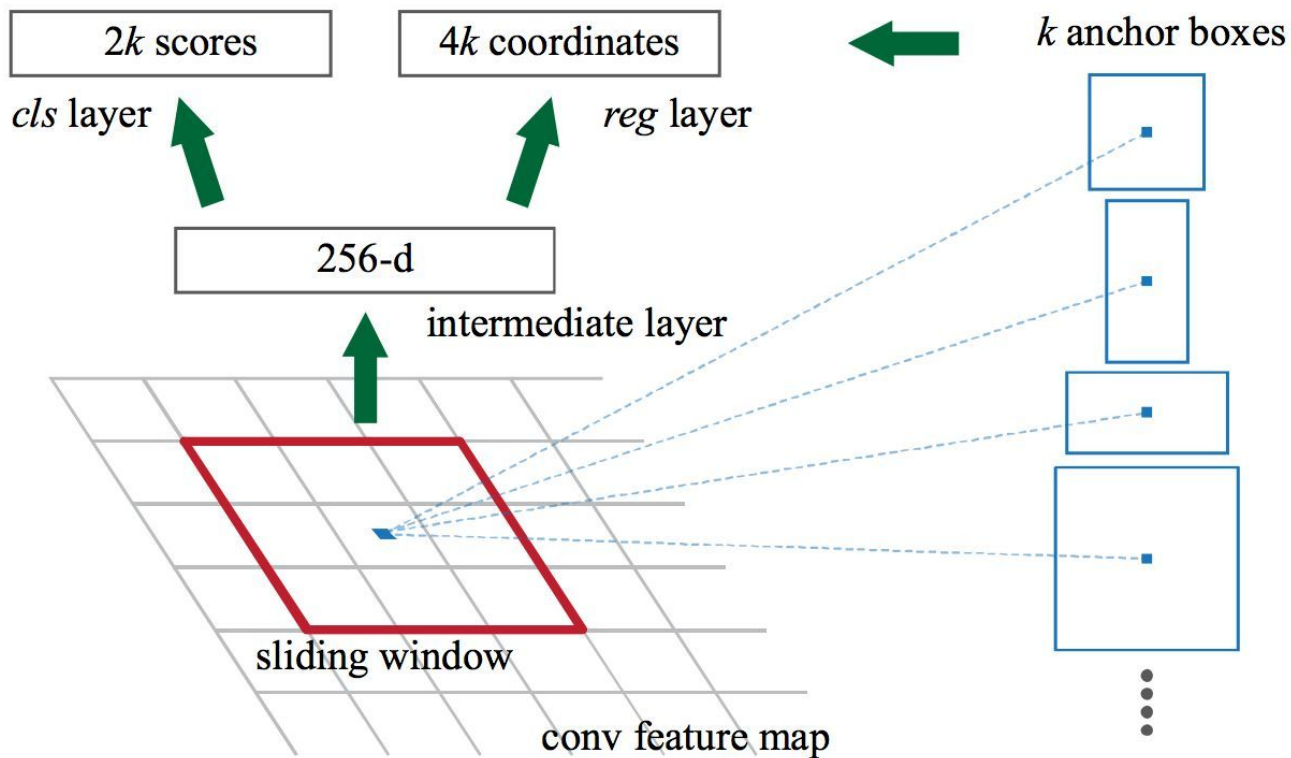 2k scores
4k coordinates
k anchor boxes
cls layer
reg layer
256-d
intermediate layer
sliding window
conv feature map